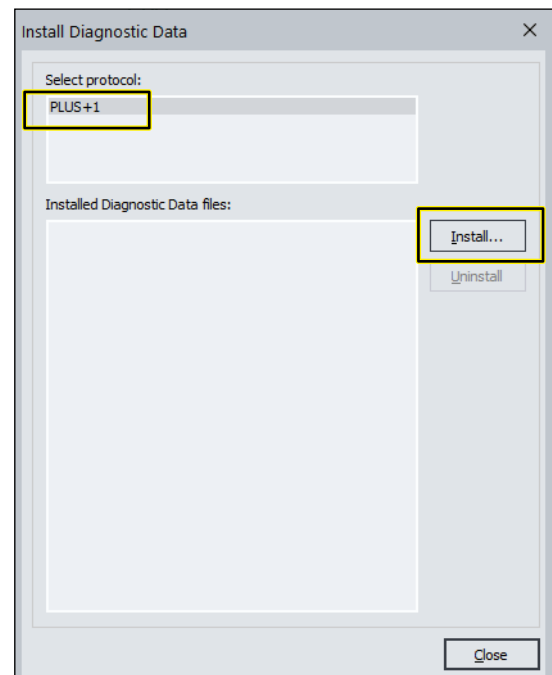 Install Diagnostic Data
Select protocol:
PLUS+1
Installed Diagnostic Data files:
Install...
Uninstall
Close